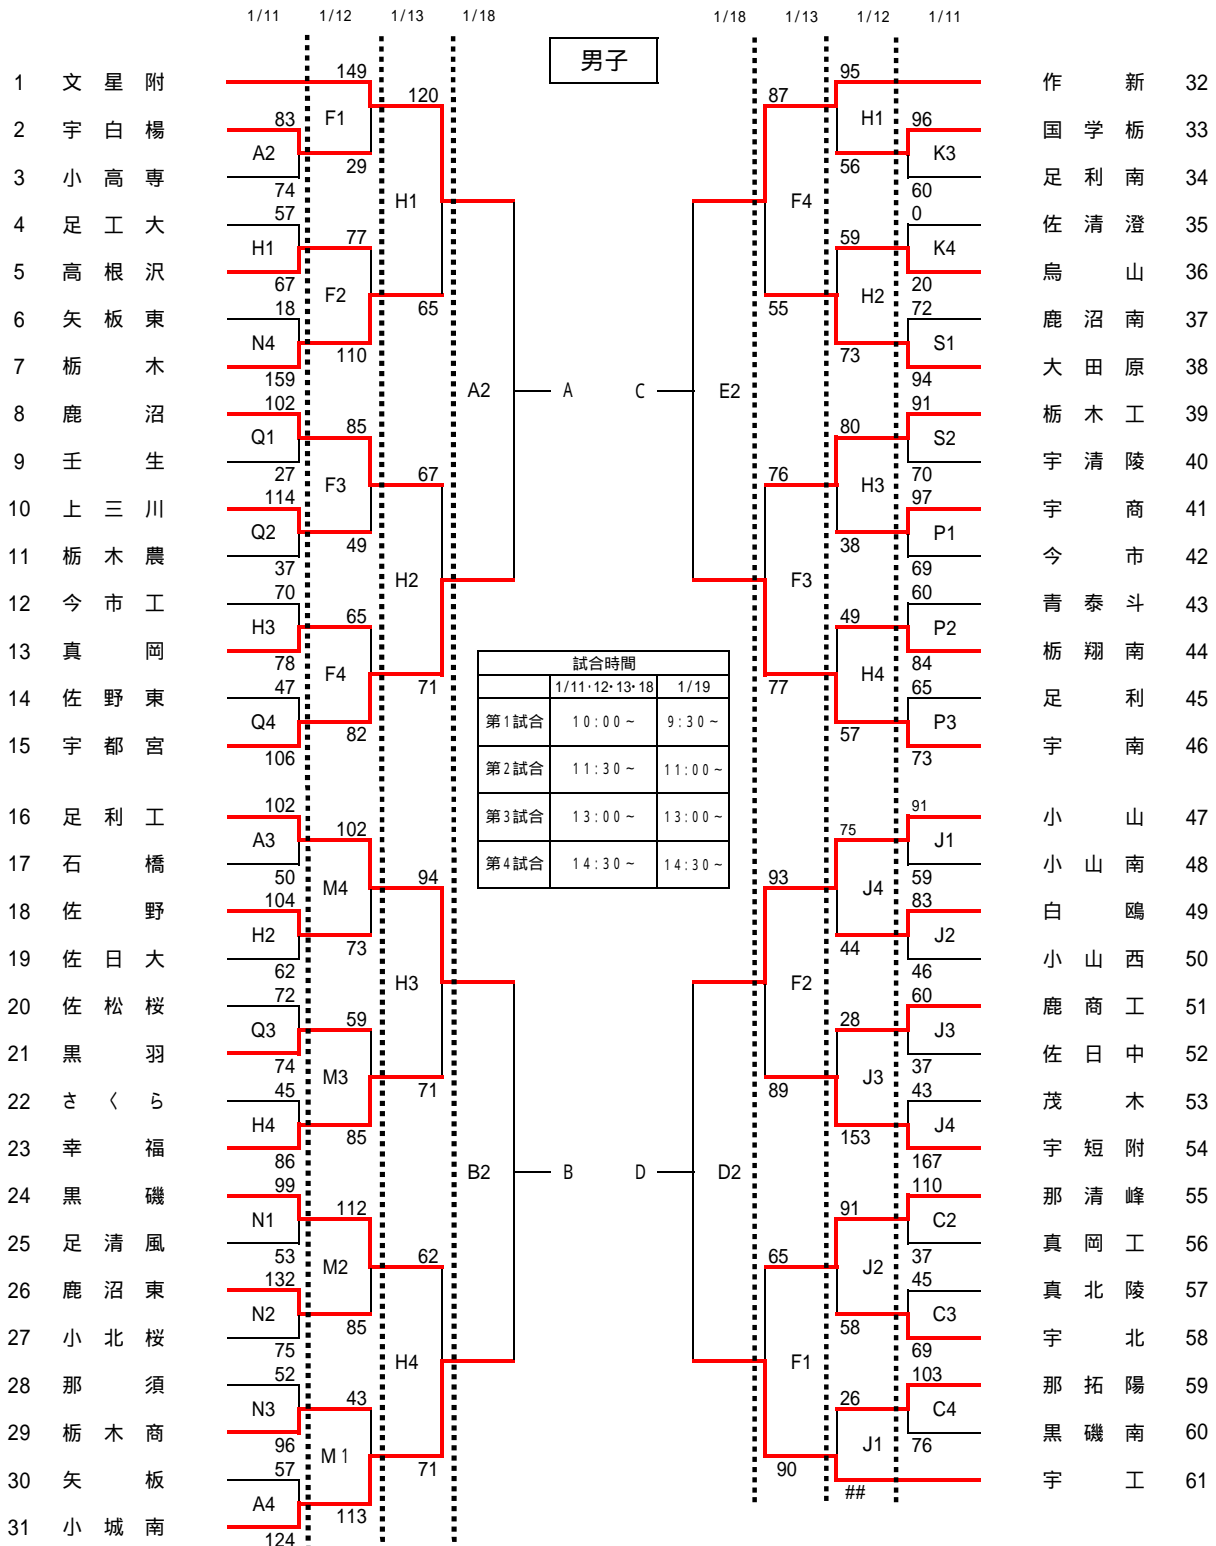 1/11 1/12 1/13 1/18 1/18 1/13 1/12 1/11
男子
149 95
1 文星附 作新 32
120 87
83 F1 H1 96
2 宇白楊 国学栃 33
A2 K3
29 56
3 小高専 足利南 34
74 H1 F4 60
57 0
4 足工大 佐清澄 35
H1 77 59 K4
5 高根沢 烏山 36
67 F2 H2 20
18 65 55 72
6 矢板東 鹿沼南 37
N4 110 73 S1
7 栃木 大田原 38
159 94
A2 A C E2
102 91
8 鹿沼 栃木工 39
Q1 85 80 S2
9 壬生 宇清陵 40
27 F3 67 76 H3 70
114 97
10 上三川 宇商 41
Q2 49 38 P1
11 栃木農 今市 42
37 H2 F3 69
70 60
12 今市工 青泰斗 43
H3 65 49 P2
13 真岡 栃翔南 44
78 F4 H4 84
試合時間
1/11・12・13・18 1/19
47 71 77 65
14 佐野東 足利 45
第1試合 10:00~ 9:30~
Q4 82 57 P3
15 宇都宮 宇南 46
106 73
第2試合 11:30~ 11:00~
102 91
16 足利工 小山 47
第3試合 13:00~ 13:00~
A3 102 75 J1
17 石橋 小山南 48
第4試合 14:30~ 14:30~
50 M4 94 93 J4 59
104 83
18 佐野 白鴎 49
H2 73 44 J2
19 佐日大 小山西 50
62 H3 F2 46
72 60
20 佐松桜 鹿商工 51
Q3 59 28 J3
21 黒羽 佐日中 52
74 M3 J3 37
45 71 89 43
22 さくら 茂木 53
H4 85 153 J4
23 幸福 宇短附 54
86 167
B2 B D D2
99 110
24 黒磯 那清峰 55
N1 112 91 C2
25 足清風 真岡工 56
53 M2 62 65 J2 37
132 45
26 鹿沼東 真北陵 57
N2 85 58 C3
27 小北桜 宇北 58
75 H4 F1 69
52 103
28 那須 那拓陽 59
N3 43 26 C4
29 栃木商 黒磯南 60
96 M1 J1 76
57 71 90
30 矢板 宇工 61
A4 113 ##
31 小城南
124